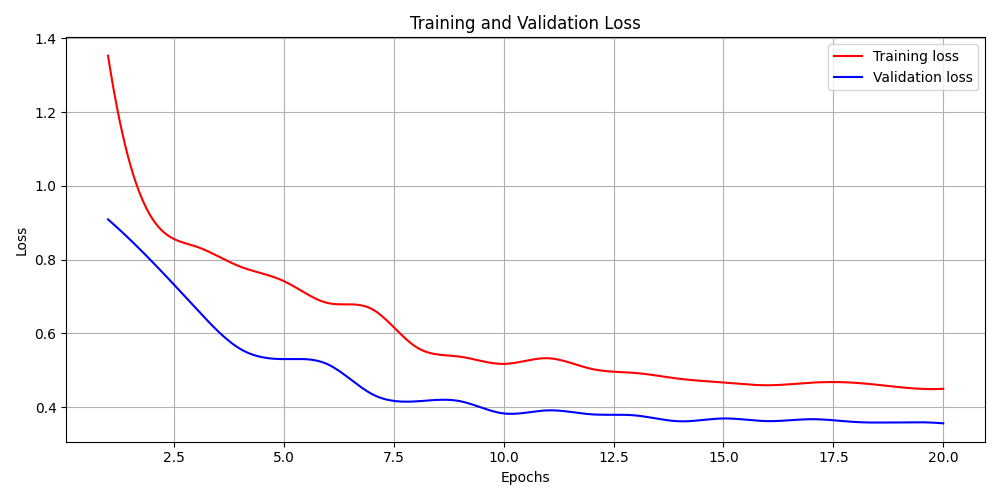 Training and Validation Loss
1.4
1.2
1.0
0.8
0.6
0.4
Loss
Training loss
Validation loss
2.5 5.0 7.5 10.0 12.5 15.0 17.5 20.0
Epochs